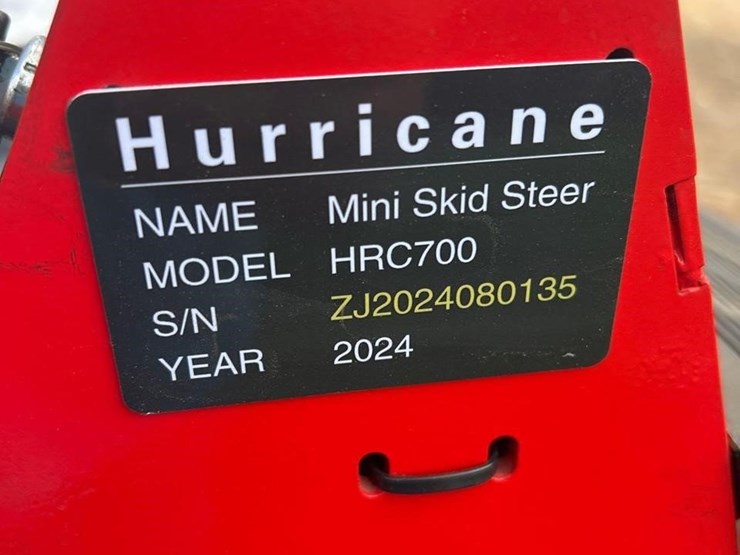 Hurricane
NAME Mini Skid Steer
MODEL HRC700
S/N ZJ2024080135
YEAR 2024